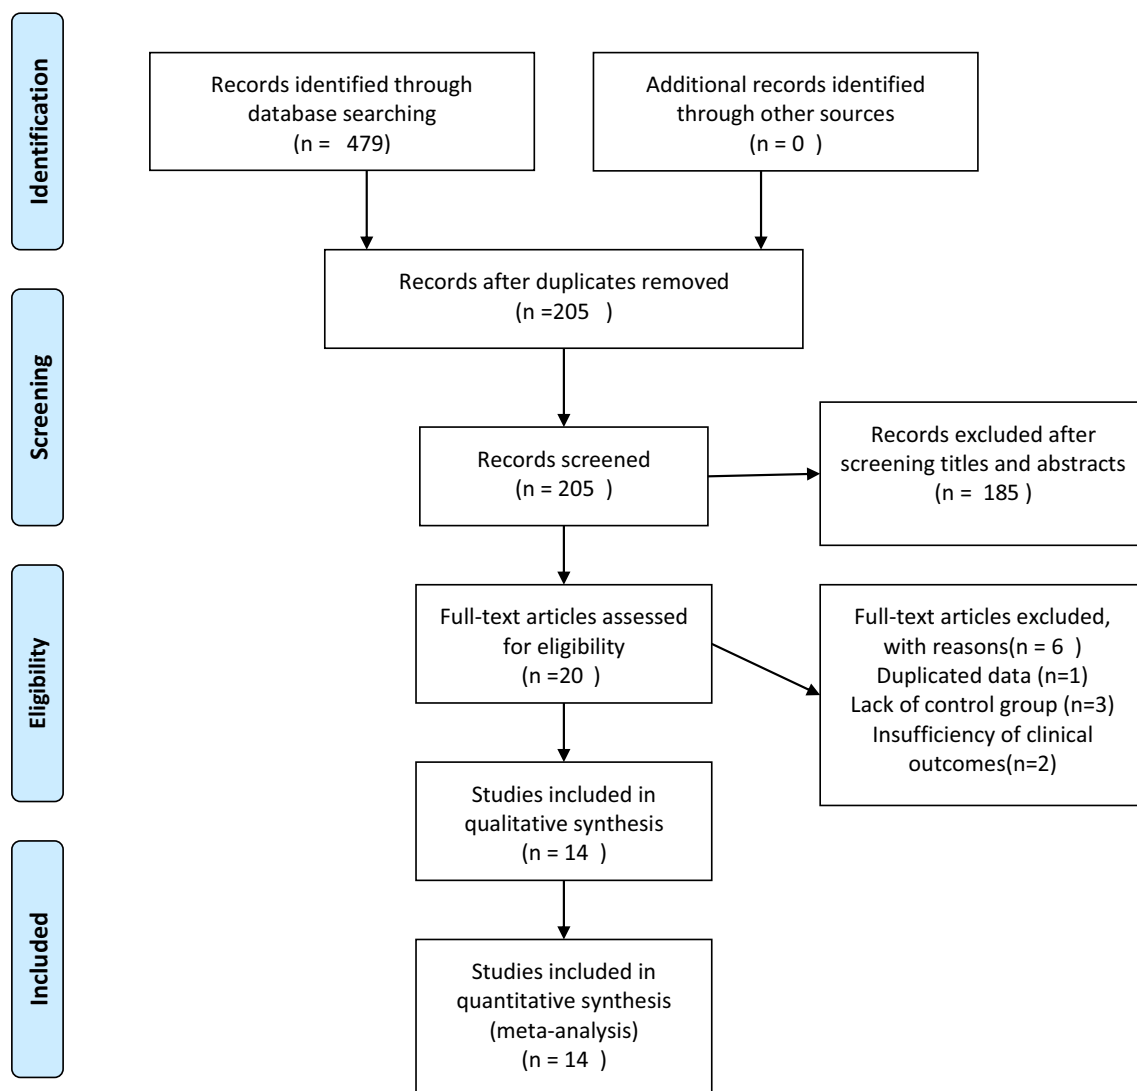 Identification
Records identified through
database searching
(n =   479)
Additional records identified
through other sources
(n = 0  )
Records after duplicates removed
(n =205   )
Screening
Records screened
(n = 205  )
Records excluded after
screening titles and abstracts
(n =  185 )
Eligibility
Full-text articles assessed
for eligibility
(n =20   )
Full-text articles excluded,
with reasons(n = 6  )
Duplicated data (n=1)
Lack of control group (n=3)
Insufficiency of clinical
outcomes(n=2)
Studies included in
qualitative synthesis
(n = 14  )
Included
Studies included in
quantitative synthesis
(meta-analysis)
(n = 14  )